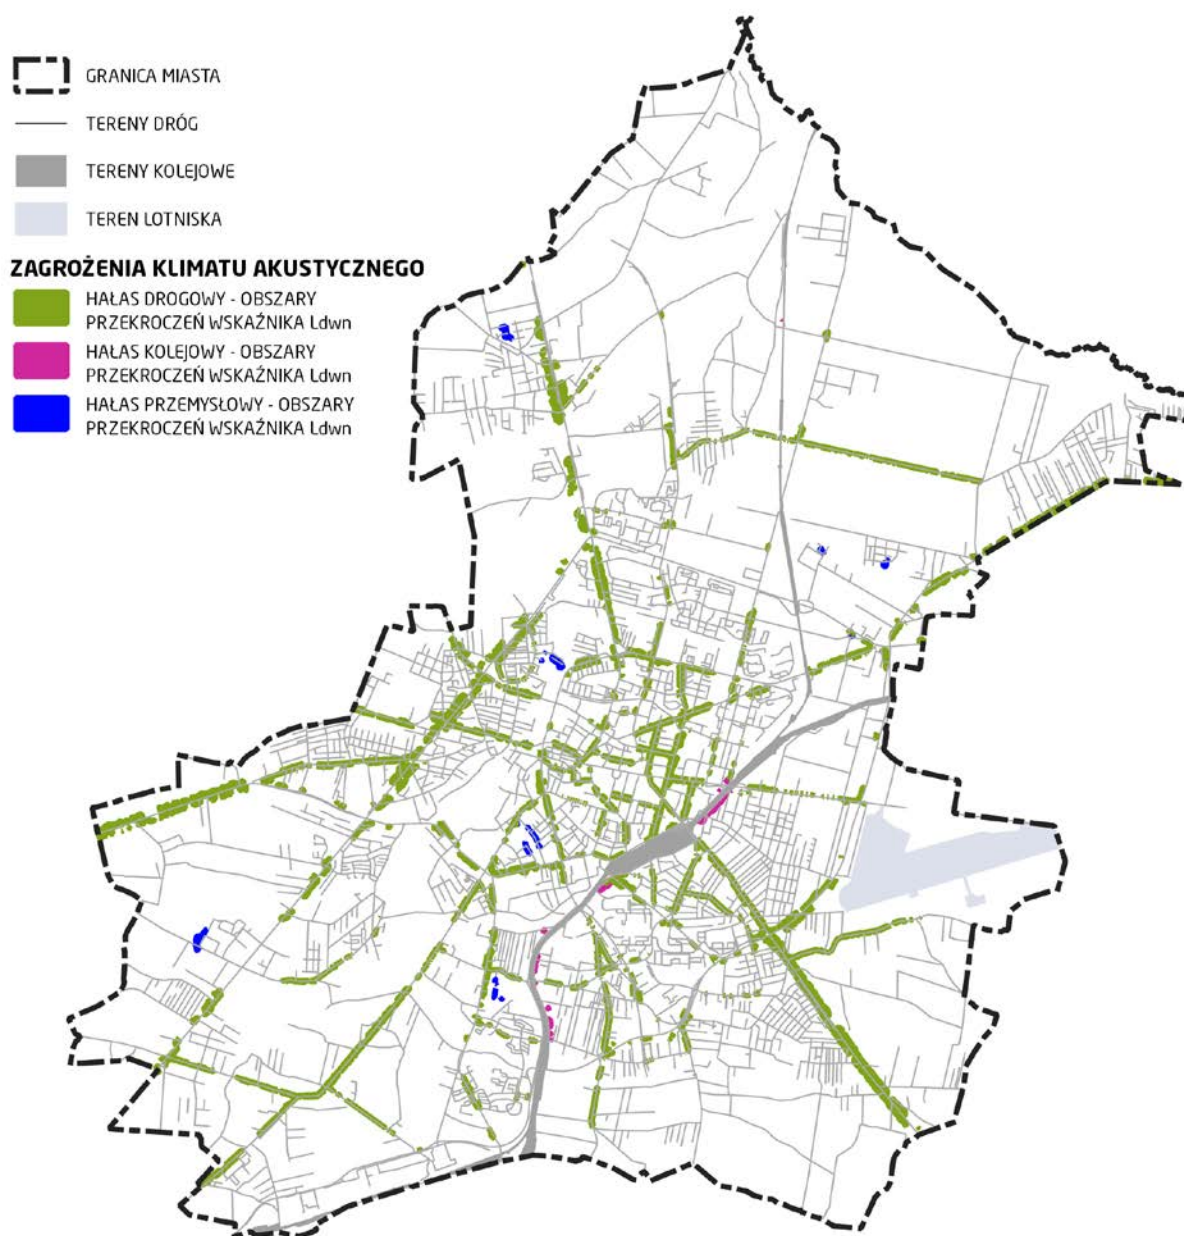 GRANICA MIASTA
TERENY DRÓG
TERENY KOLEJOWE
TEREN LOTNISKA
ZAGROŻENIA KLIMATU AKUSTYCZNEGO
HAŁAS DROGOWY - OBSZARY
PRZEKROCZEŃ WSKAŹNIKA Ldwn
HAŁAS KOLEJOWY - OBSZARY
PRZEKROCZEŃ WSKAŹNIKA Ldwn
HAŁAS PRZEMYSŁOWY - OBSZARY
PRZEKROCZEŃ WSKAŹNIKA Ldwn